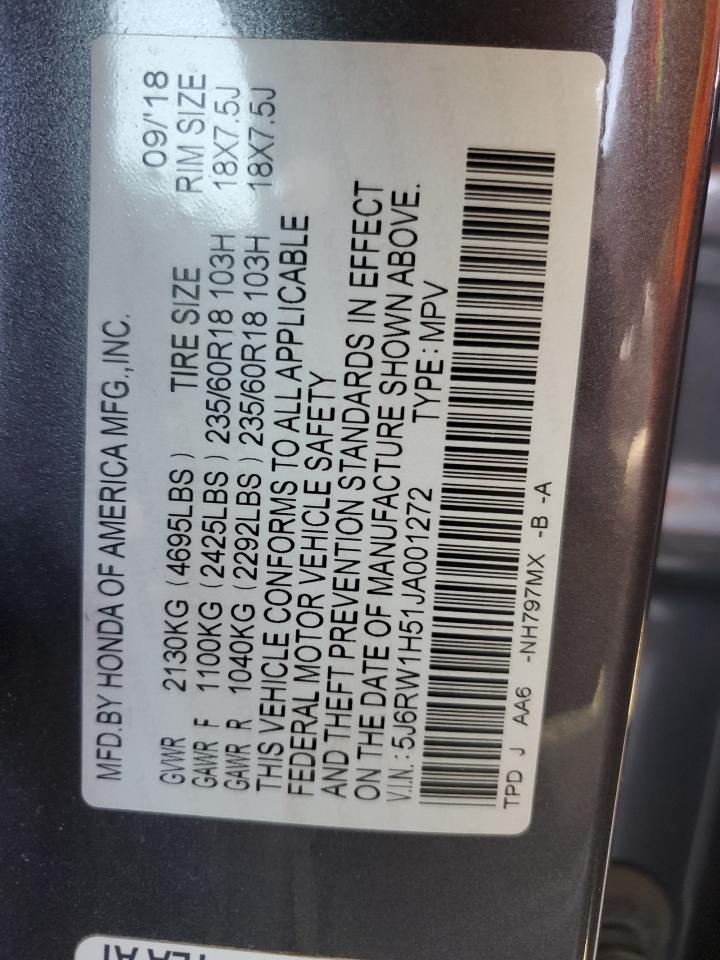 MFD.BY HONDA OF AMERICA MFG.,INC. 09/'18
GVWR 2130KG (4695LBS) TIRE SIZE RIM SIZE
GAWR F 1100KG (2425LBS) 235/60R18 103H 18X7.5J
GAWR R 1040KG (2292LBS) 235/60R18 103H 18X7.5J
THIS VEHICLE CONFORMS TO ALL APPLICABLE
FEDERAL MOTOR VEHICLE SAFETY
AND THEFT PREVENTION STANDARDS IN EFFECT
ON THE DATE OF MANUFACTURE SHOWN ABOVE.
V.I.N.: 5J6RW1H51JA001272 TYPE: MPV
TPD J AA6 -NH797MX -B -A